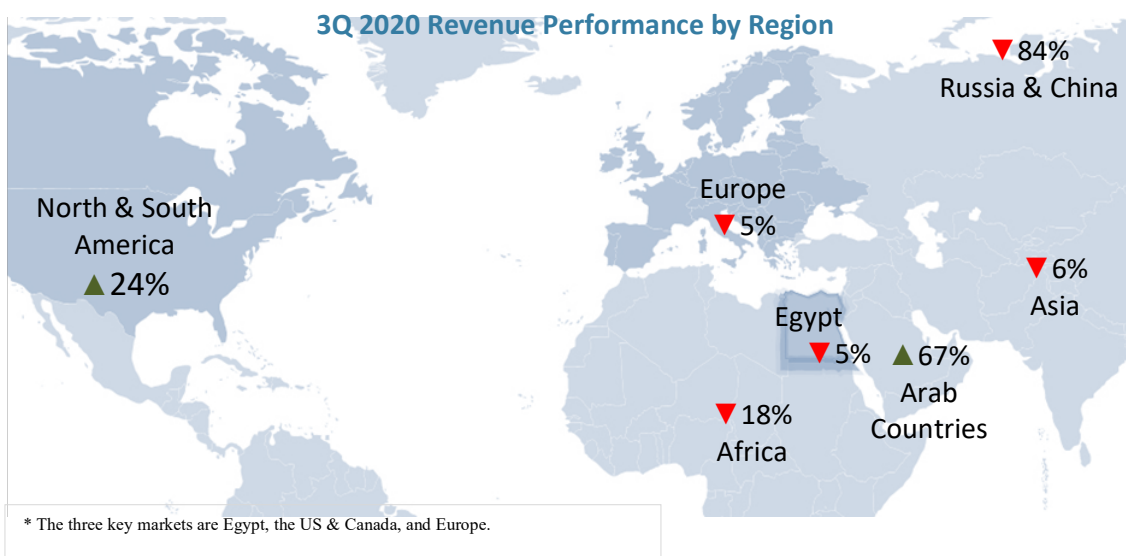 3Q 2020 Revenue Performance by Region
84%
Russia & China
North & South
America
24%
Europe
5%
6%
Asia
Egypt
5%
67%
Arab
Countries
18%
Africa
* The three key markets are Egypt, the US & Canada, and Europe.